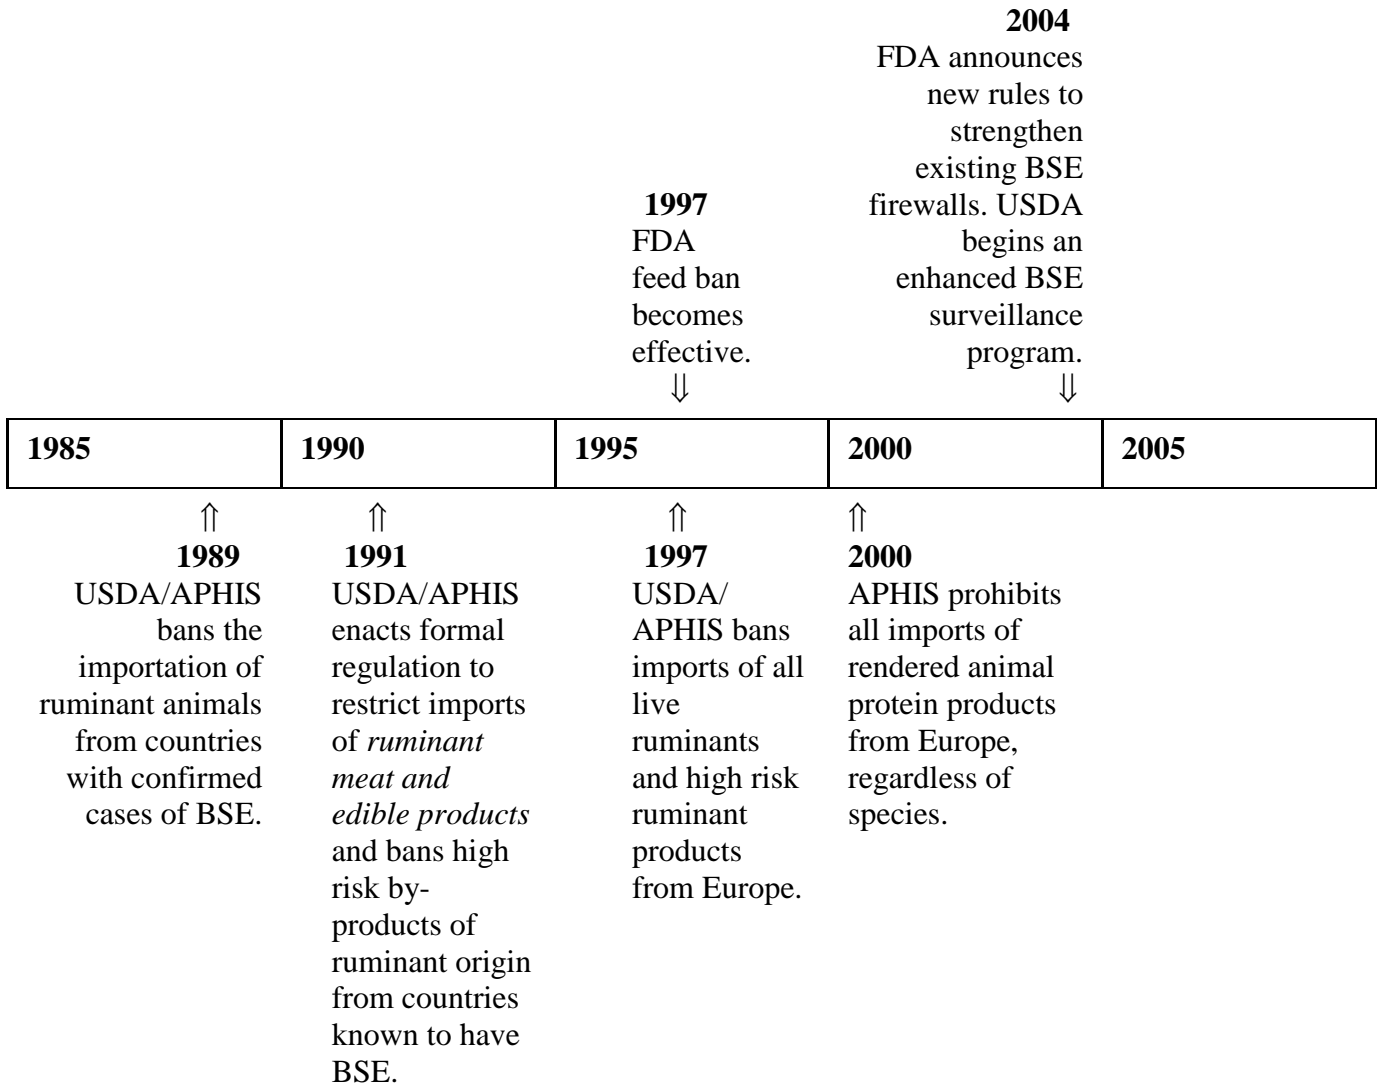 2004
FDA announces
new rules to
strengthen
existing BSE
firewalls. USDA
begins an
enhanced BSE
surveillance
program.
⇓
1997
FDA
feed ban
becomes
effective.
⇓
1985 1990 1995 2000 2005
⇑
1989
USDA/APHIS
bans the
importation of
ruminant animals
from countries
with confirmed
cases of BSE.
⇑
1991
USDA/APHIS
enacts formal
regulation to
restrict imports
of ruminant
meat and
edible products
and bans high
risk by-
products of
ruminant origin
from countries
known to have
BSE.
⇑
1997
USDA/
APHIS bans
imports of all
live
ruminants
and high risk
ruminant
products
from Europe.
⇑
2000
APHIS prohibits
all imports of
rendered animal
protein products
from Europe,
regardless of
species.